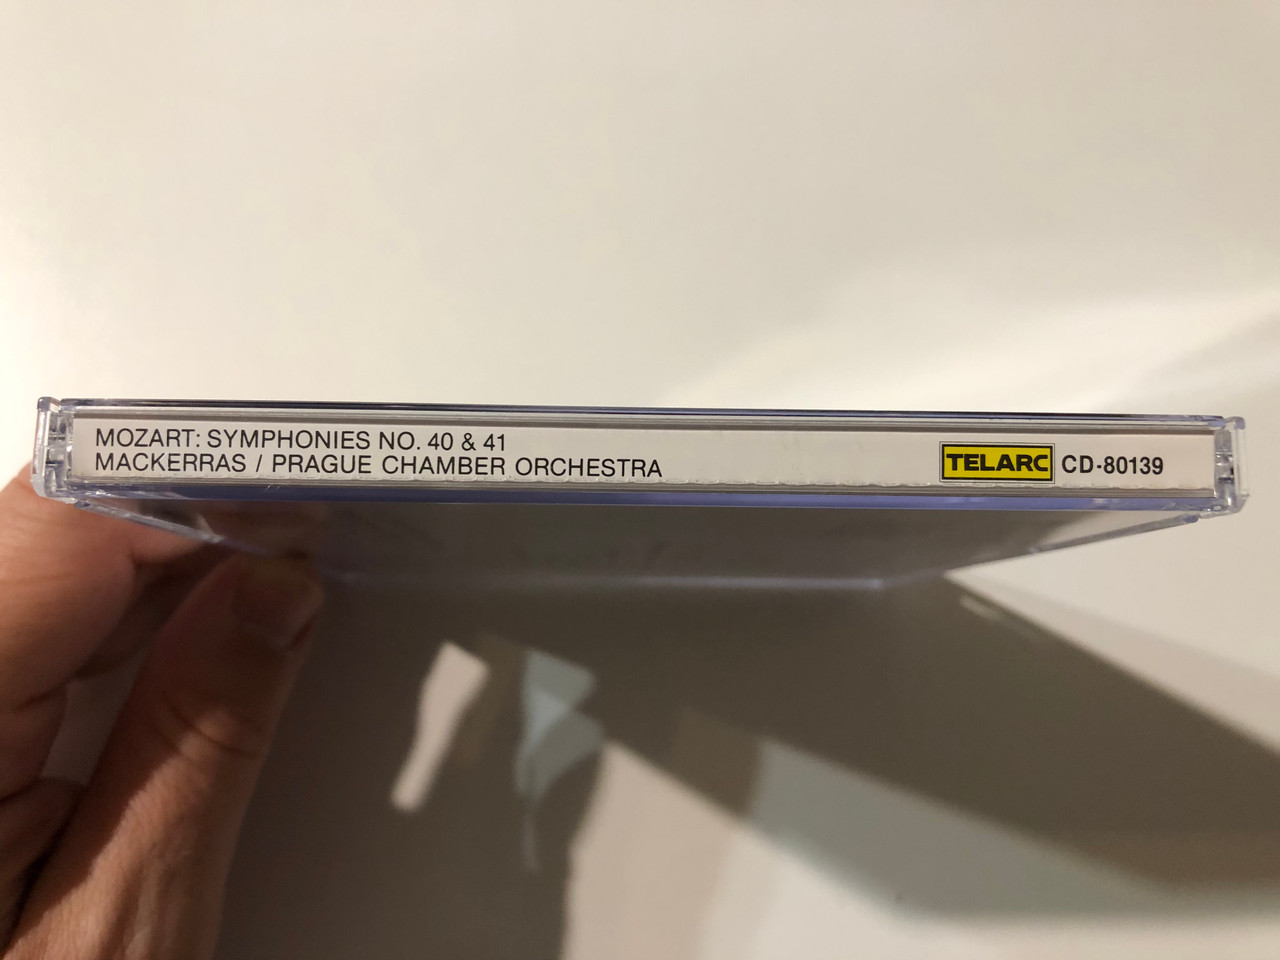 MOZART: SYMPHONIES NO. 40 & 41
MACKERRAS / PRAGUE CHAMBER ORCHESTRA
TELARC CD-80139